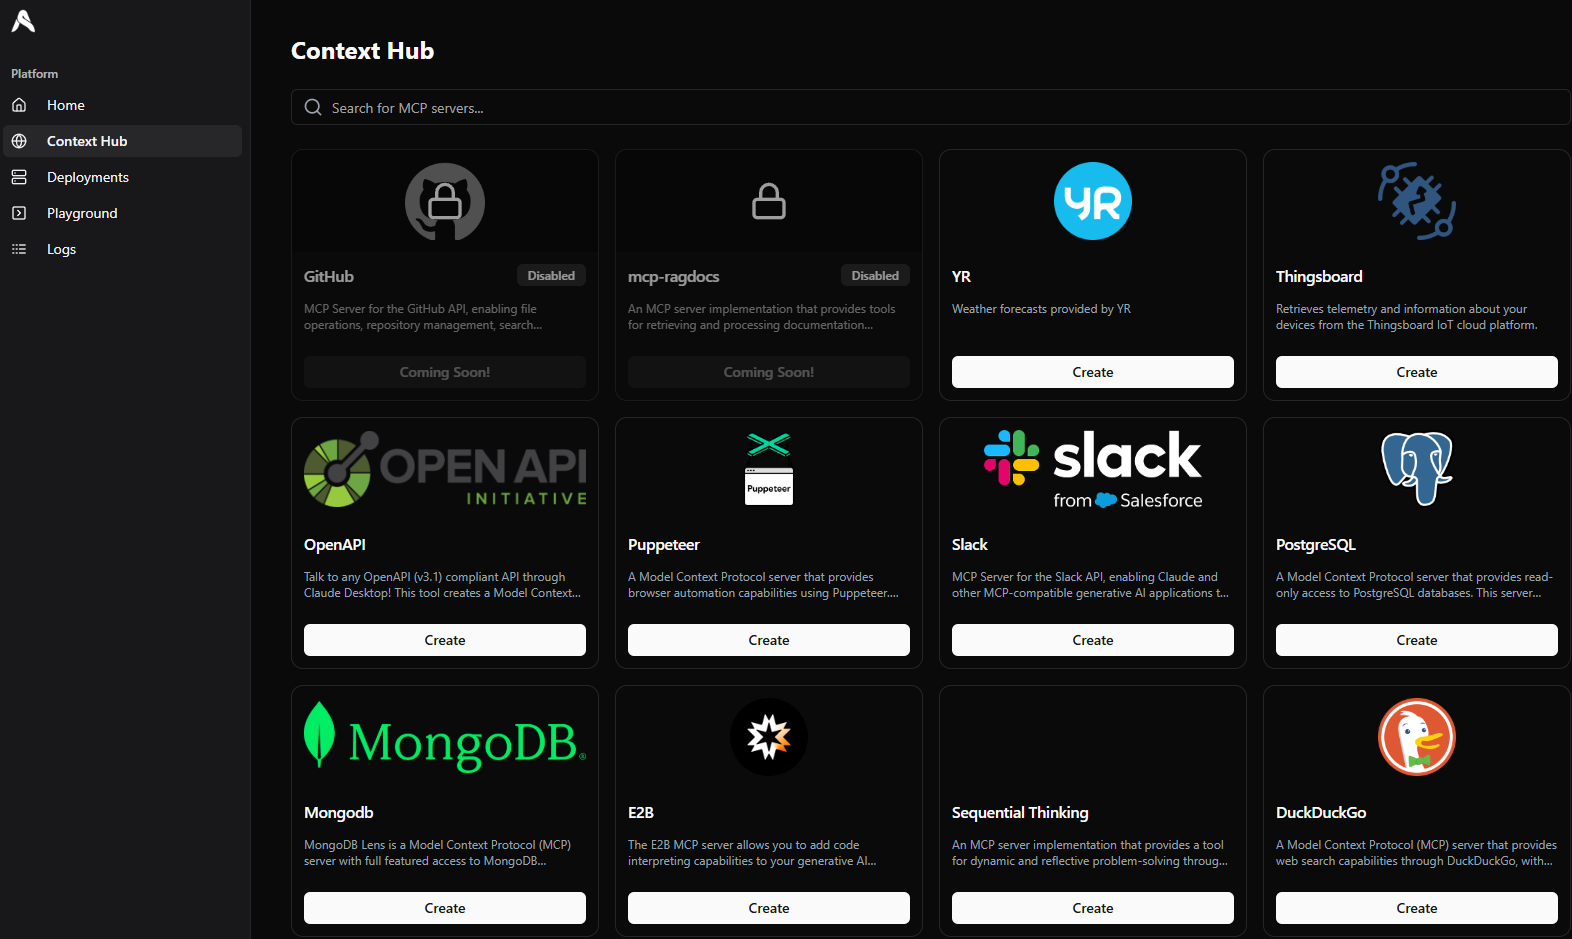 Platform
Home
Context Hub
Deployments
Playground
Logs
Context Hub
Search for MCP servers...
GitHub
Disabled
MCP Server for the GitHub API, enabling file
operations, repository management, search...
Coming Soon!
mcp-ragdocs
Disabled
An MCP server implementation that provides tools
for retrieving and processing documentation...
Coming Soon!
YR
YR
Weather forecasts provided by YR
Create
Thingsboard
Retrieves telemetry and information about your
devices from the Thingsboard IoT cloud platform.
Create
OPENAPI
INITIATIVE
OpenAPI
Talk to any OpenAPI (v3.1) compliant API through
Claude Desktop! This tool creates a Model Context...
Create
Puppeteer
Puppeteer
A Model Context Protocol server that provides
browser automation capabilities using Puppeteer....
Create
slack
from Salesforce
Slack
MCP Server for the Slack API, enabling Claude and
other MCP-compatible generative AI applications t...
Create
PostgreSQL
A Model Context Protocol server that provides read-
only access to PostgreSQL databases. This server...
Create
MongoDB®
Mongodb
MongoDB Lens is a Model Context Protocol (MCP)
server with full featured access to MongoDB...
Create
E2B
The E2B MCP server allows you to add code
interpreting capabilities to your generative AI...
Create
Sequential Thinking
An MCP server implementation that provides a tool
for dynamic and reflective problem-solving throug...
Create
DuckDuckGo
A Model Context Protocol (MCP) server that provides
web search capabilities through DuckDuckGo, with...
Create